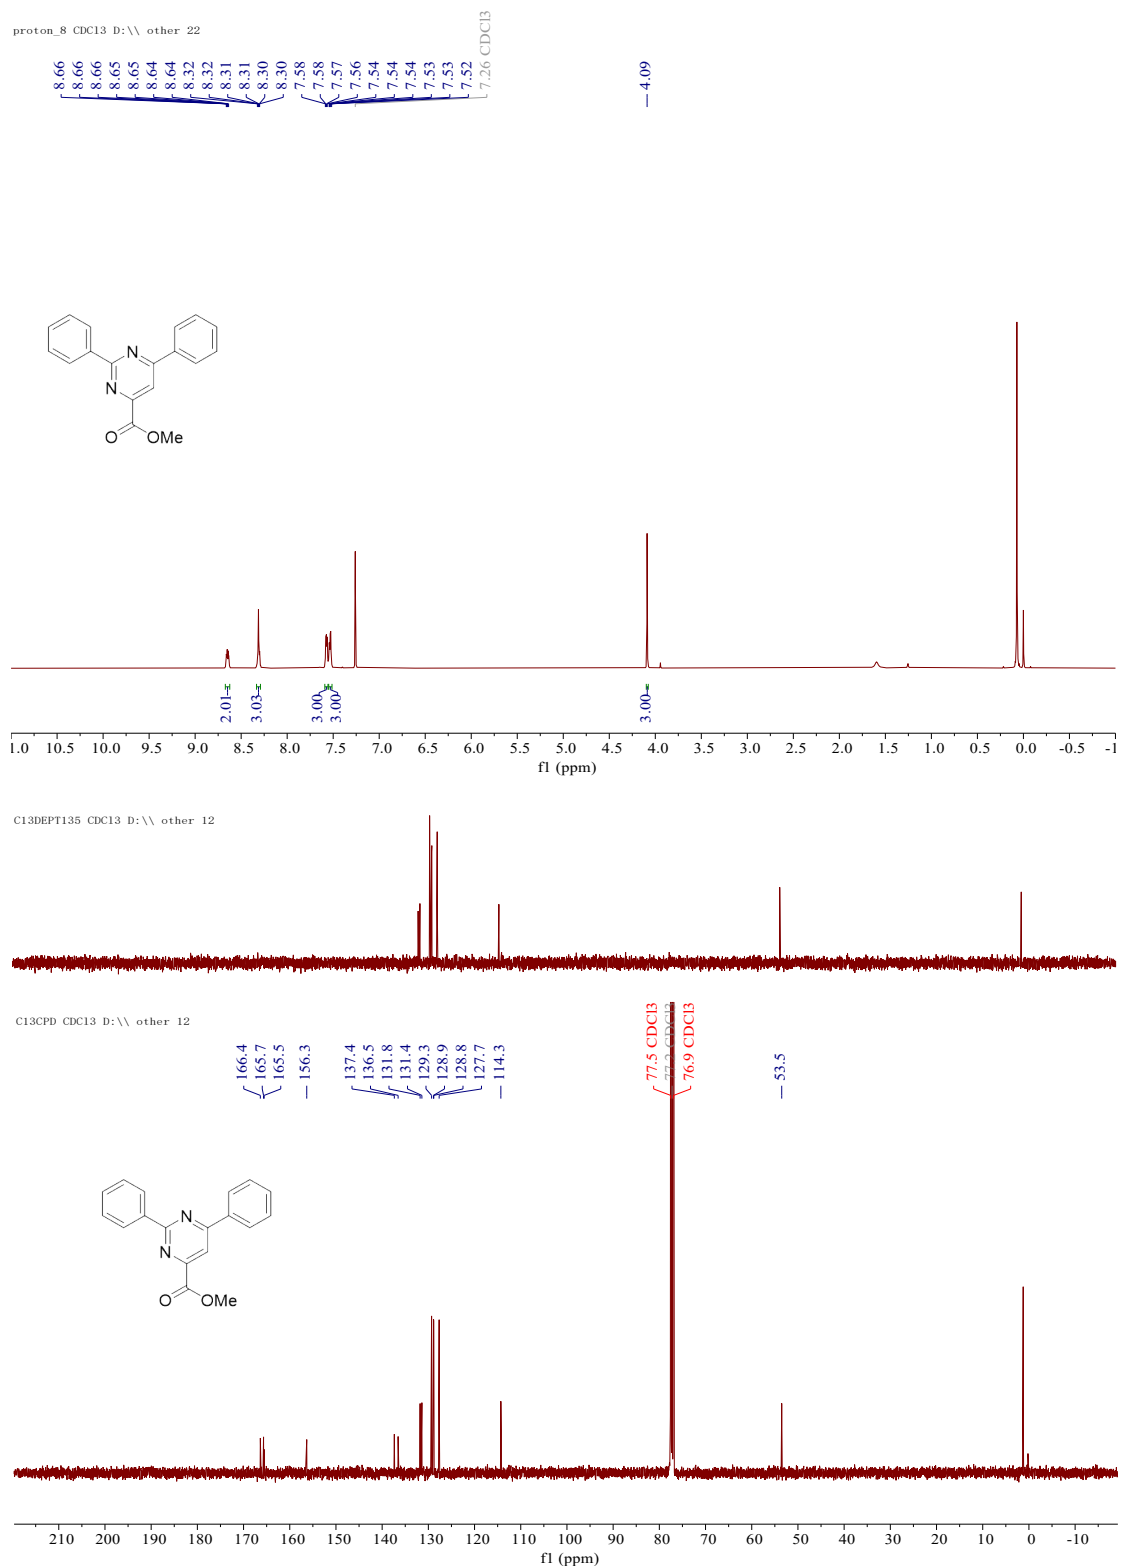 proton_8 CDCl3 D:\\ other 22
8.66 8.66 8.66 8.65 8.65 8.64 8.64 8.32 8.32 8.31 8.31 8.30 8.30 7.58 7.58 7.57 7.56 7.54 7.54 7.54 7.53 7.53 7.52 7.26 CDCl3 4.09
N
N
O
OMe
2.01 3.03 3.00 3.00 3.00
1.0 10.5 10.0 9.5 9.0 8.5 8.0 7.5 7.0 6.5 6.0 5.5 5.0 4.5 4.0 3.5 3.0 2.5 2.0 1.5 1.0 0.5 0.0 -0.5 -1
f1 (ppm)
C13DEPT135 CDCl3 D:\\ other 12
C13CPD CDCl3 D:\\ other 12
166.4 165.7 165.5 156.3 137.4 136.5 131.8 131.4 129.3 128.9 128.8 127.7 114.3 77.5 CDCl3 77.2 CDCl3 76.9 CDCl3 53.5
N
N
O
OMe
210 200 190 180 170 160 150 140 130 120 110 100 90 80 70 60 50 40 30 20 10 0 -10
f1 (ppm)